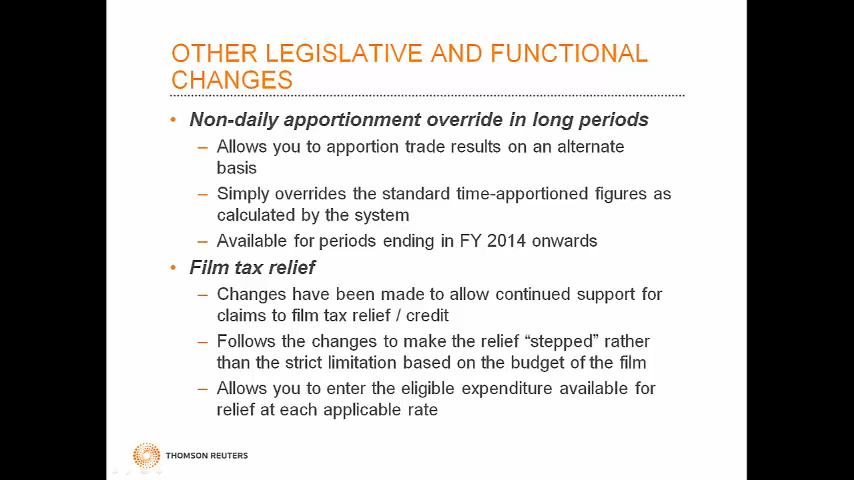 OTHER LEGISLATIVE AND FUNCTIONAL
CHANGES
• Non-daily apportionment override in long periods
– Allows you to apportion trade results on an alternate
basis
– Simply overrides the standard time-apportioned figures as
calculated by the system
– Available for periods ending in FY 2014 onwards
• Film tax relief
– Changes have been made to allow continued support for
claims to film tax relief / credit
– Follows the changes to make the relief “stepped” rather
than the strict limitation based on the budget of the film
– Allows you to enter the eligible expenditure available for
relief at each applicable rate
THOMSON REUTERS